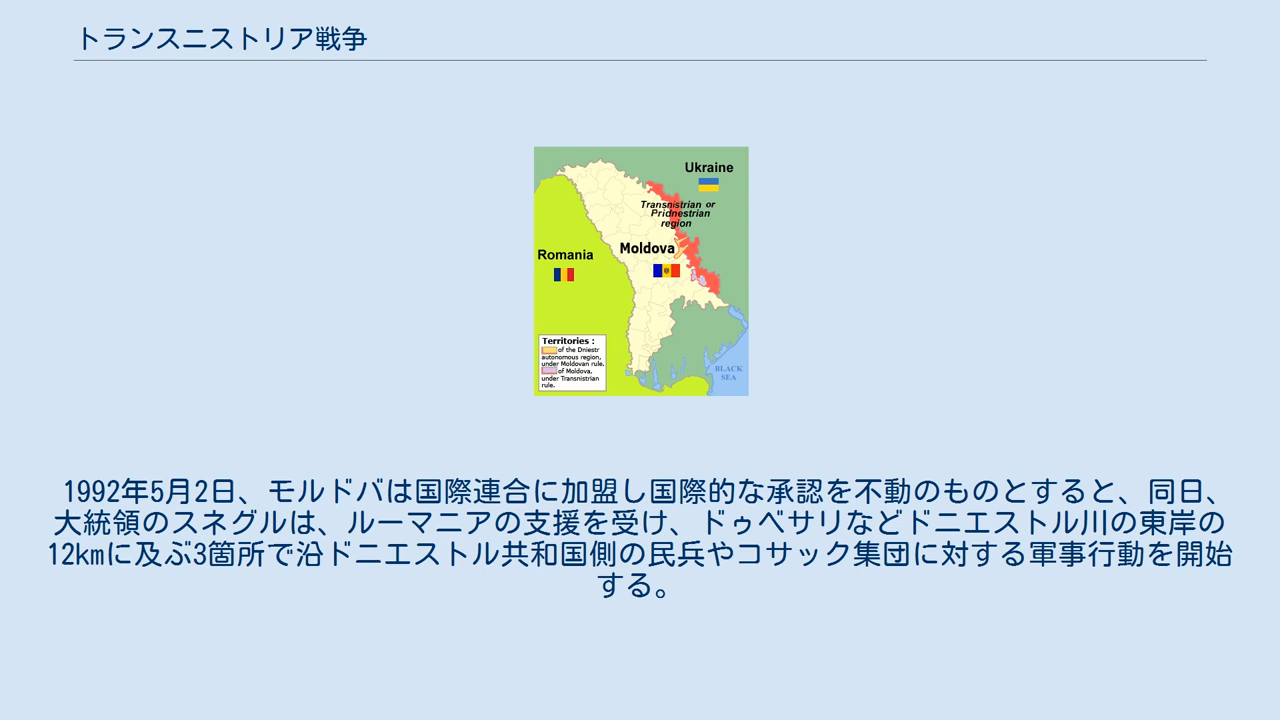 トランスニストリア戦争
Ukraine
Transnistrian or
Pridnestrian
region
Moldova
Romania
Territories :
of the Dniestr
autonomous region,
under Moldovan rule.
of Moldova,
under Transnistrian
rule.
BLACK
SEA
1992年5月2日、モルドバは国際連合に加盟し国際的な承認を不動のものとすると、同日、
大統領のスネグルは、ルーマニアの支援を受け、ドゥベサリなどドニエストル川の東岸の
12kmに及ぶ3箇所で沿ドニエストル共和国側の民兵やコサック集団に対する軍事行動を開始
する。